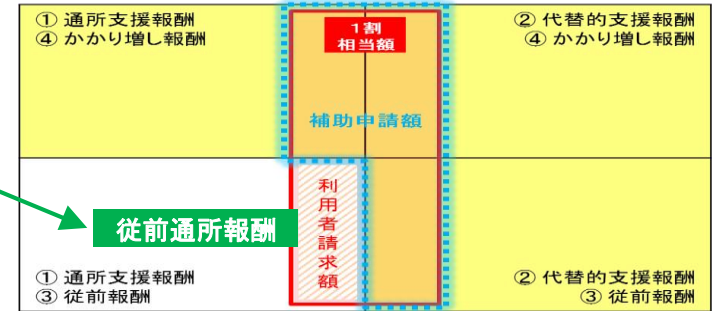 ① 通所支援報酬
④ かかり増し報酬
1割
相当額
② 代替的支援報酬
④ かかり増し報酬
補助申請額
従前通所報酬
利用者請求額
① 通所支援報酬
③ 従前報酬
② 代替的支援報酬
③ 従前報酬